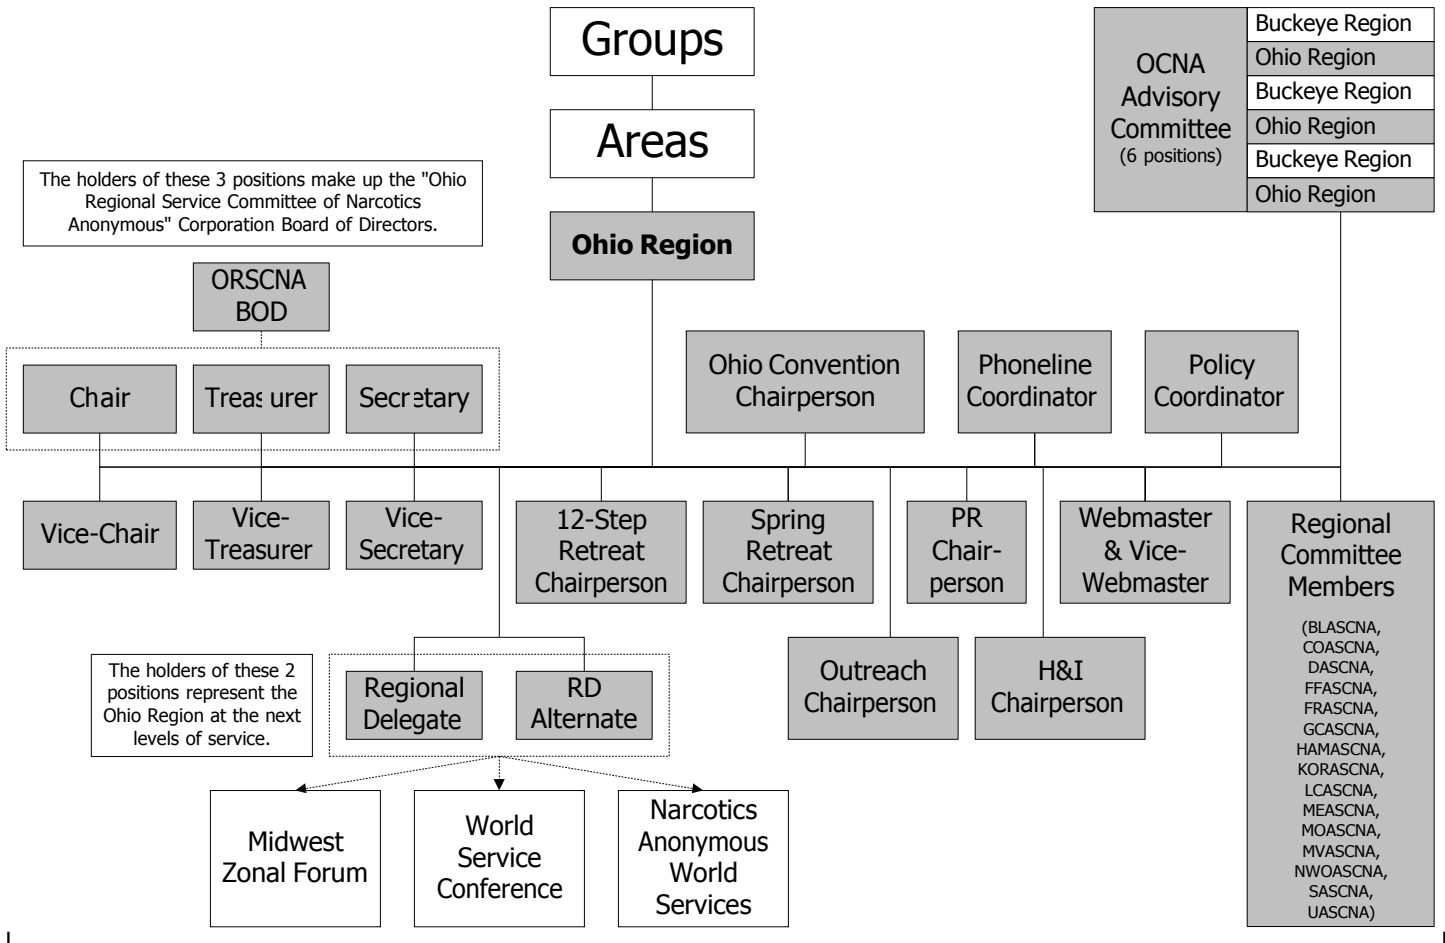 Groups
Areas
Ohio Region
OCNA
Advisory
Committee
(6 positions)
Buckeye Region
Ohio Region
Buckeye Region
Ohio Region
Buckeye Region
Ohio Region
The holders of these 3 positions make up the "Ohio
Regional Service Committee of Narcotics
Anonymous" Corporation Board of Directors.
ORSCNA
BOD
Chair
Treasurer
Secretary
Ohio Convention
Chairperson
Phoneline
Coordinator
Policy
Coordinator
Vice-Chair
Vice-
Treasurer
Vice-
Secretary
12-Step
Retreat
Chairperson
Spring
Retreat
Chairperson
PR
Chair-
person
Webmaster
& Vice-
Webmaster
Regional
Committee
Members
(BLASCNA,
COASCNA,
DASCNA,
FFASCNA,
FRASCNA,
GCASCNA,
HAMASCNA,
KORASCNA,
LCASCNA,
MEASCNA,
MOASCNA,
MVASCNA,
NWOASCNA,
SASCNA,
UASCNA)
The holders of these 2
positions represent the
Ohio Region at the next
levels of service.
Regional
Delegate
RD
Alternate
Outreach
Chairperson
H&I
Chairperson
Midwest
Zonal Forum
World
Service
Conference
Narcotics
Anonymous
World
Services